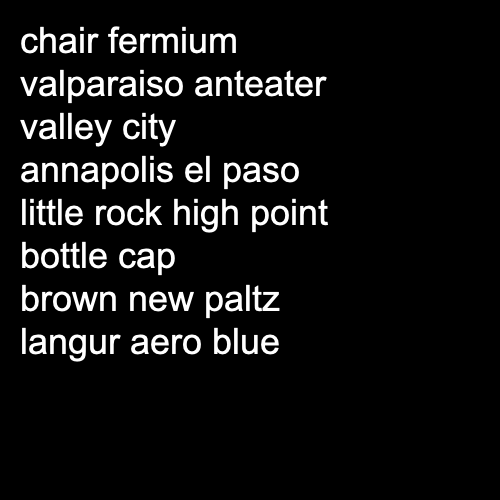 chair fermium
valparaiso anteater
valley city
annapolis el paso
little rock high point
bottle cap
brown new paltz
langur aero blue